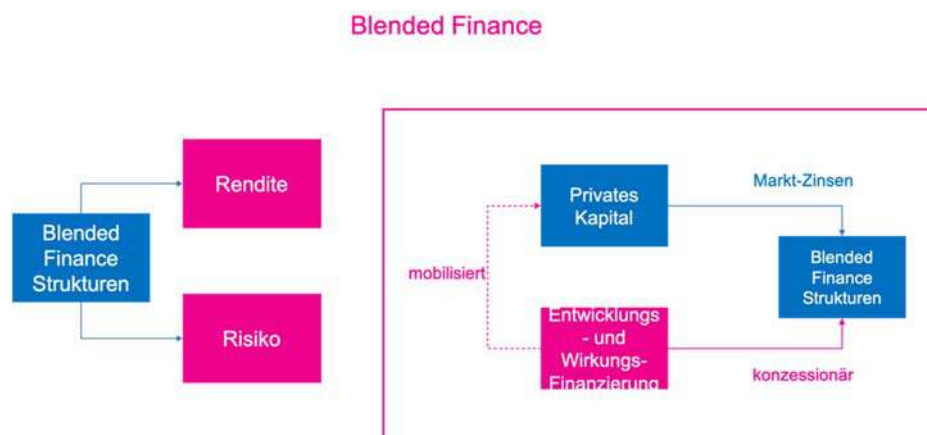 Blended Finance
Blended
Finance
Strukturen
Rendite
Risiko
Privates
Kapital
Markt-Zinsen
mobilisiert
Blended
Finance
Strukturen
Entwicklungs
- und
Wirkungs-
Finanzierung
konzessionär